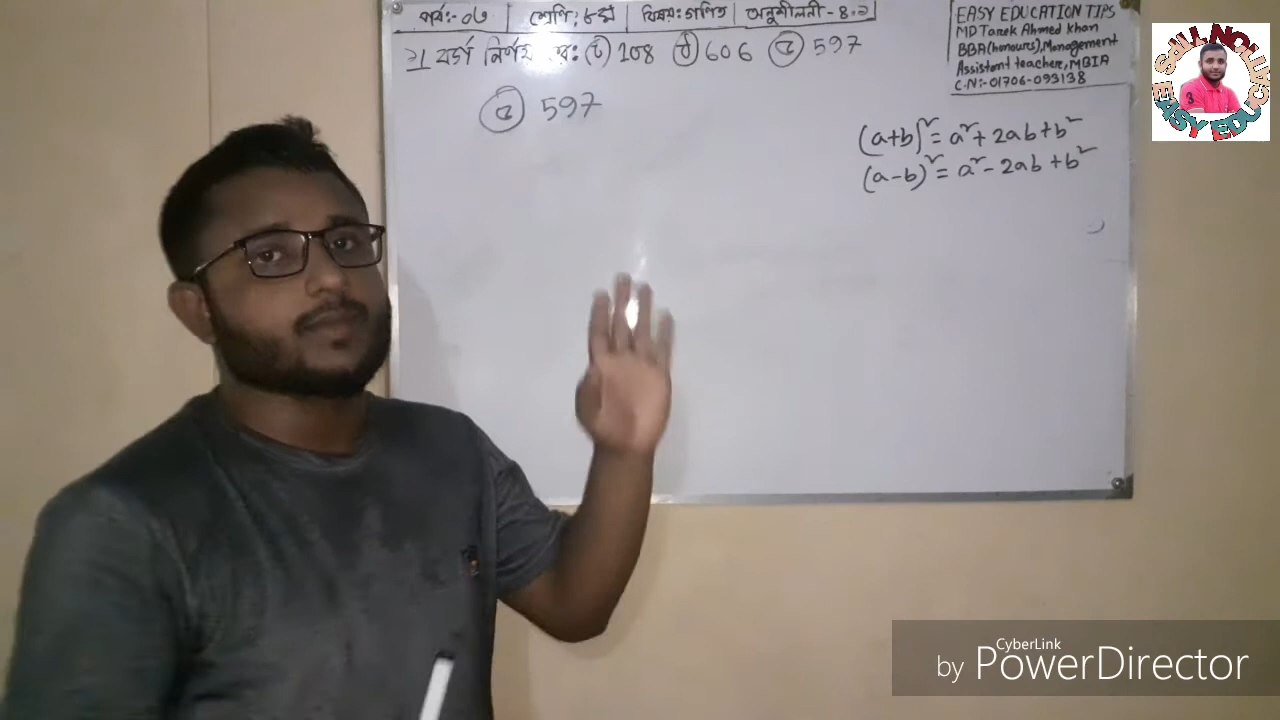 পর্ব:- ০৬ | শ্রেণি: ৮ম | বিষয়: গণিত | অনুশীলনী - ৪.১
১। বর্গ নির্ণয় কর: 108 606 597
597
EASY EDUCATION TIPS
MD Tarek Ahmed Khan
BBA(honours), Management
Assistant teacher, MBIA
C.N:- 01706-093138
(a+b)² = a² + 2ab + b²
(a-b)² = a² - 2ab + b²
CyberLink
by PowerDirector